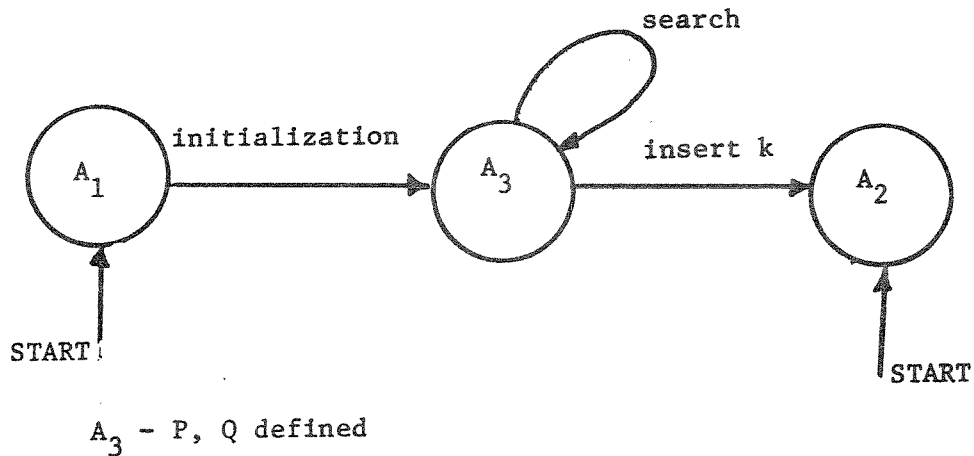 search
initialization
insert k
A1
A3
A2
START
START
A3 - P, Q defined